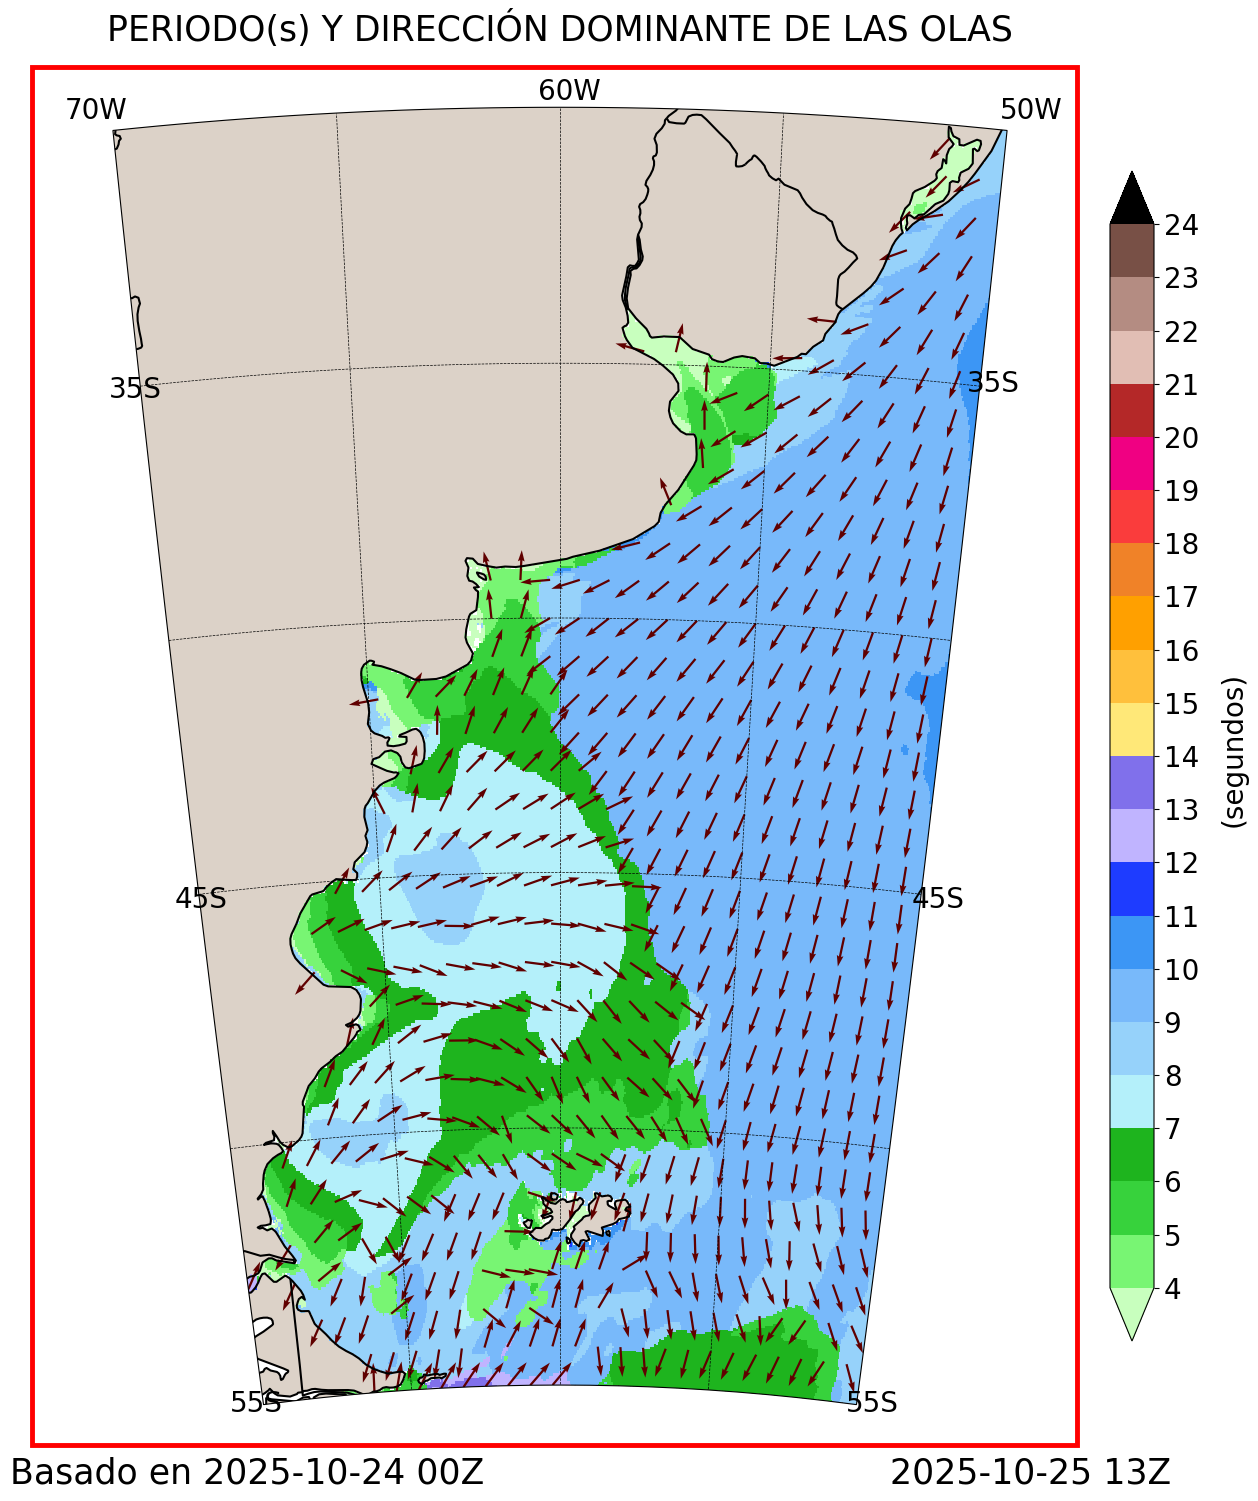 PERIODO(s) Y DIRECCIÓN DOMINANTE DE LAS OLAS
70W
60W
50W
35S
35S
45S
45S
55S
55S
24
23
22
21
20
19
18
17
16
15
14
13
12
11
10
9
8
7
6
5
4
(segundos)
Basado en 2025-10-24 00Z
2025-10-25 13Z